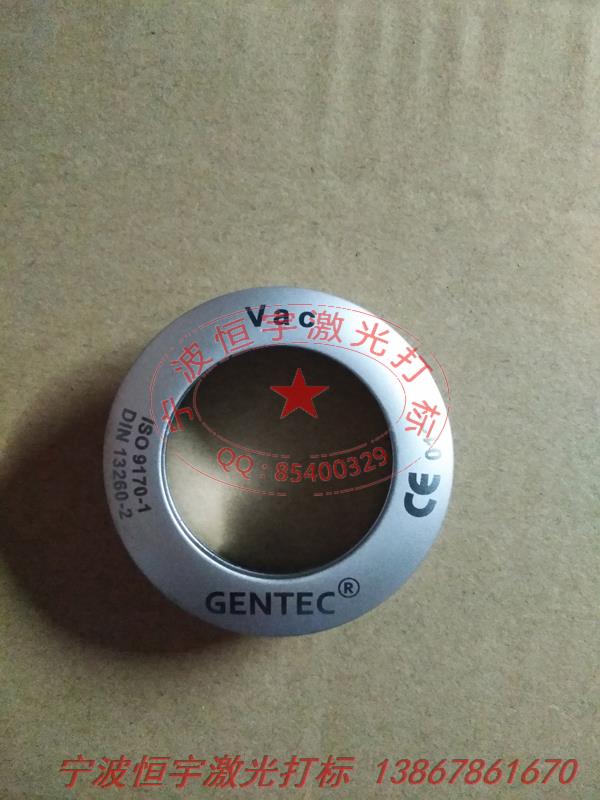 Vac
宁波恒宇激光打标
QQ:85400329
ISO 9170-1
DIN 13260-2
CE
GENTEC®
宁波恒宇激光打标 13867861670